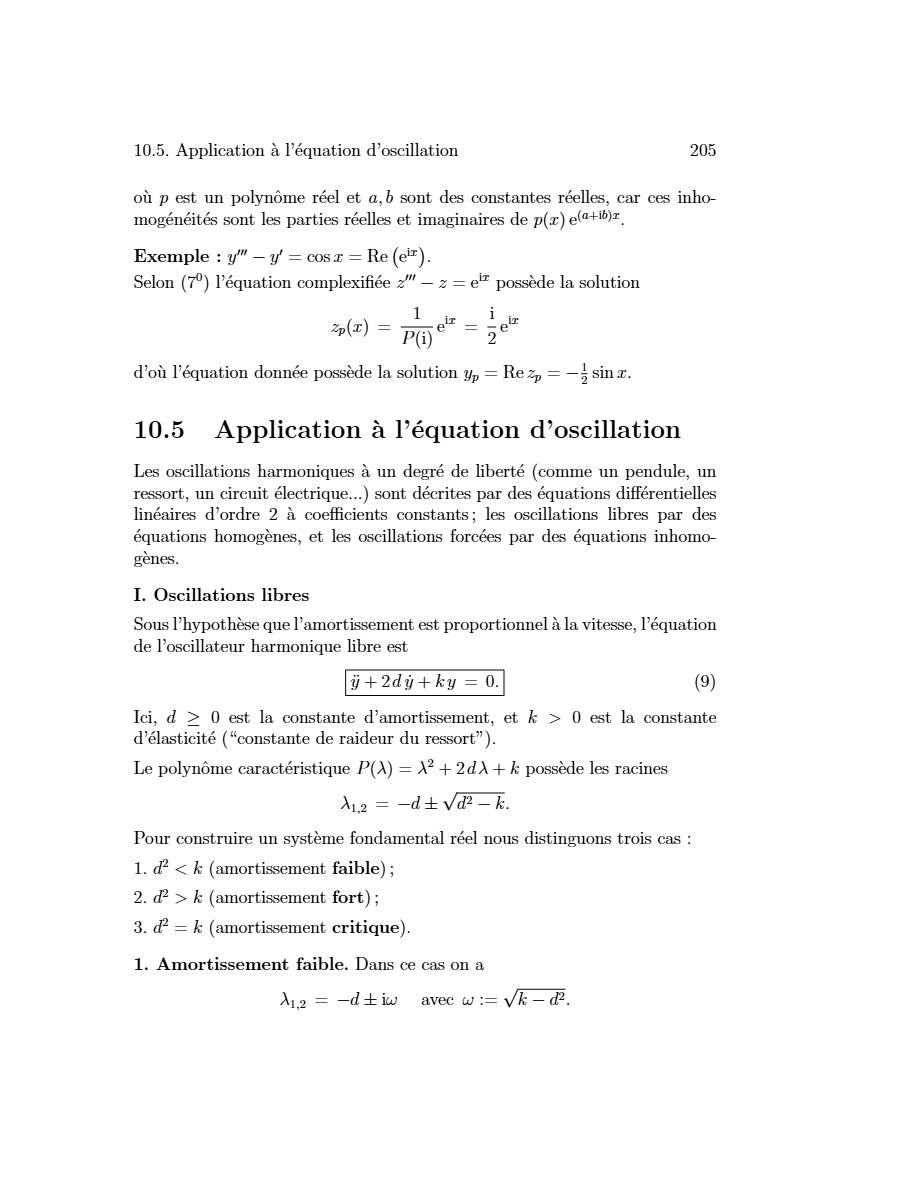 10.5. Application à l'équation d'oscillation 205
où p est un polynôme réel et a, b sont des constantes réelles, car ces inho-
mogénéités sont les parties réelles et imaginaires de p(x) e^{(a+ib)x}.
Exemple : y‴ − y′ = cos x = Re (e^{ix}).
Selon (7⁰) l'équation complexifiée z‴ − z = e^{ix} possède la solution
z_p(x) = \frac{1}{P(i)} e^{ix} = \frac{i}{2} e^{ix}
d'où l'équation donnée possède la solution y_p = Re z_p = −\frac{1}{2} sin x.
10.5 Application à l'équation d'oscillation
Les oscillations harmoniques à un degré de liberté (comme un pendule, un
ressort, un circuit électrique...) sont décrites par des équations différentielles
linéaires d'ordre 2 à coefficients constants ; les oscillations libres par des
équations homogènes, et les oscillations forcées par des équations inhomo-
gènes.
I. Oscillations libres
Sous l'hypothèse que l'amortissement est proportionnel à la vitesse, l'équation
de l'oscillateur harmonique libre est
ÿ + 2 d ẏ + k y = 0. (9)
Ici, d ≥ 0 est la constante d'amortissement, et k > 0 est la constante
d'élasticité (“constante de raideur du ressort”).
Le polynôme caractéristique P(λ) = λ² + 2 d λ + k possède les racines
λ_{1,2} = −d ± √(d² − k).
Pour construire un système fondamental réel nous distinguons trois cas :
1. d² < k (amortissement faible) ;
2. d² > k (amortissement fort) ;
3. d² = k (amortissement critique).
1. Amortissement faible. Dans ce cas on a
λ_{1,2} = −d ± iω avec ω := √(k − d²).